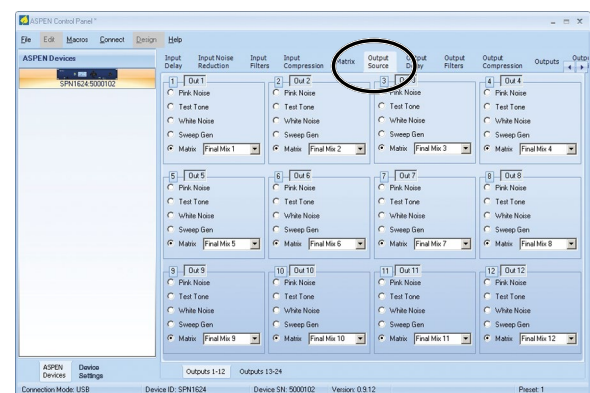 ASPEN Control Panel *
File Edit Macros Connect Design Help
ASPEN Devices
SPN1624:5000102
Input Delay
Input Noise Reduction
Input Filters
Input Compression
Matrix
Output Source
Output Delay
Output Filters
Output Compression
Outputs
1 Out 1
Pink Noise
Test Tone
White Noise
Sweep Gen
Matrix Final Mix 1
2 Out 2
Pink Noise
Test Tone
White Noise
Sweep Gen
Matrix Final Mix 2
3
Pink Noise
Test Tone
White Noise
Sweep Gen
Matrix Final Mix 3
4 Out 4
Pink Noise
Test Tone
White Noise
Sweep Gen
Matrix Final Mix 4
5 Out 5
Pink Noise
Test Tone
White Noise
Sweep Gen
Matrix Final Mix 5
6 Out 6
Pink Noise
Test Tone
White Noise
Sweep Gen
Matrix Final Mix 6
7 Out 7
Pink Noise
Test Tone
White Noise
Sweep Gen
Matrix Final Mix 7
8 Out 8
Pink Noise
Test Tone
White Noise
Sweep Gen
Matrix Final Mix 8
9 Out 9
Pink Noise
Test Tone
White Noise
Sweep Gen
Matrix Final Mix 9
10 Out 10
Pink Noise
Test Tone
White Noise
Sweep Gen
Matrix Final Mix 10
11 Out 11
Pink Noise
Test Tone
White Noise
Sweep Gen
Matrix Final Mix 11
12 Out 12
Pink Noise
Test Tone
White Noise
Sweep Gen
Matrix Final Mix 12
ASPEN Devices
Device Settings
Outputs 1-12 Outputs 13-24
Connection Mode: USB Device ID: SPN1624 Device SN: 5000102 Version: 0.9.12 Preset: 1